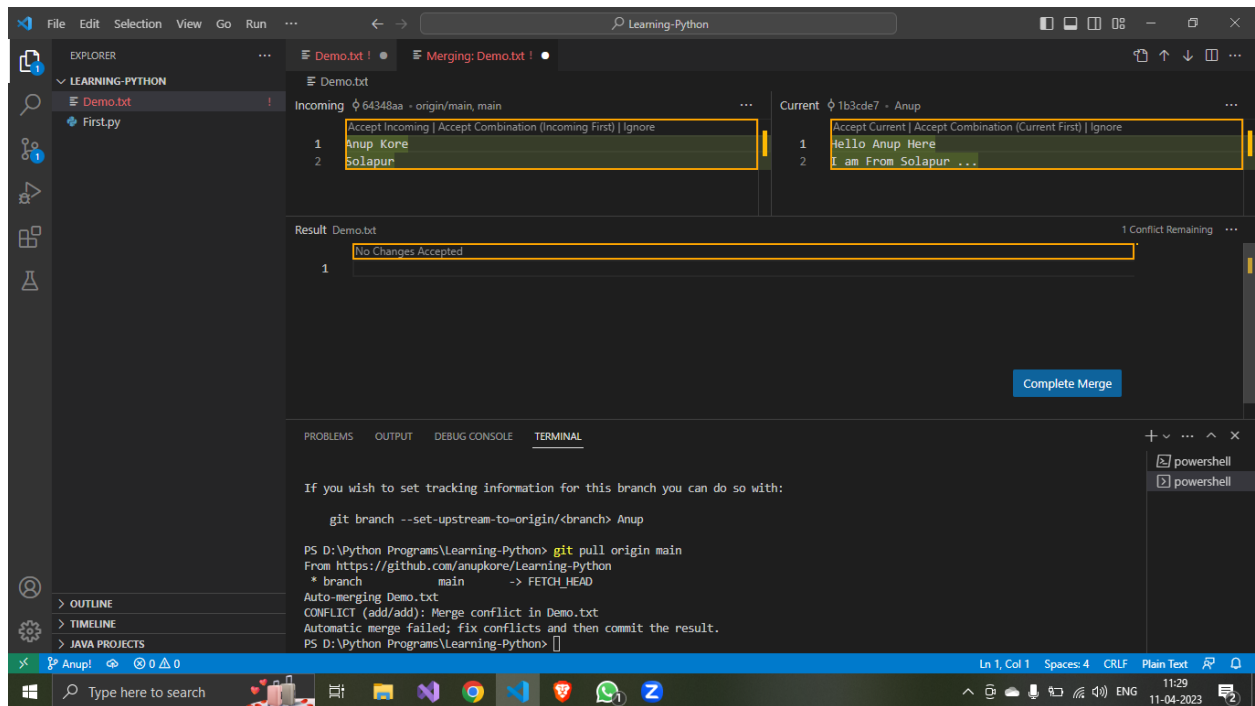 File Edit Selection View Go Run ··· Learning-Python
EXPLORER ···
LEARNING-PYTHON
Demo.txt !
First.py
OUTLINE
TIMELINE
JAVA PROJECTS
Demo.txt ! Merging: Demo.txt !
Demo.txt
Incoming 64348aa - origin/main, main ···
Accept Incoming | Accept Combination (Incoming First) | Ignore
1 Anup Kore
2 Solapur
Current 1b3cde7 - Anup ···
Accept Current | Accept Combination (Current First) | Ignore
1 Hello Anup Here
2 I am From Solapur ...
Result Demo.txt 1 Conflict Remaining ···
No Changes Accepted
1
Complete Merge
PROBLEMS OUTPUT DEBUG CONSOLE TERMINAL
powershell
powershell
If you wish to set tracking information for this branch you can do so with:
git branch --set-upstream-to=origin/<branch> Anup
PS D:\Python Programs\Learning-Python> git pull origin main
From https://github.com/anupkore/Learning-Python
* branch main -> FETCH_HEAD
Auto-merging Demo.txt
CONFLICT (add/add): Merge conflict in Demo.txt
Automatic merge failed; fix conflicts and then commit the result.
PS D:\Python Programs\Learning-Python>
Anup! 0 0 Ln 1, Col 1 Spaces: 4 CRLF Plain Text
Type here to search ENG 11:29
11-04-2023